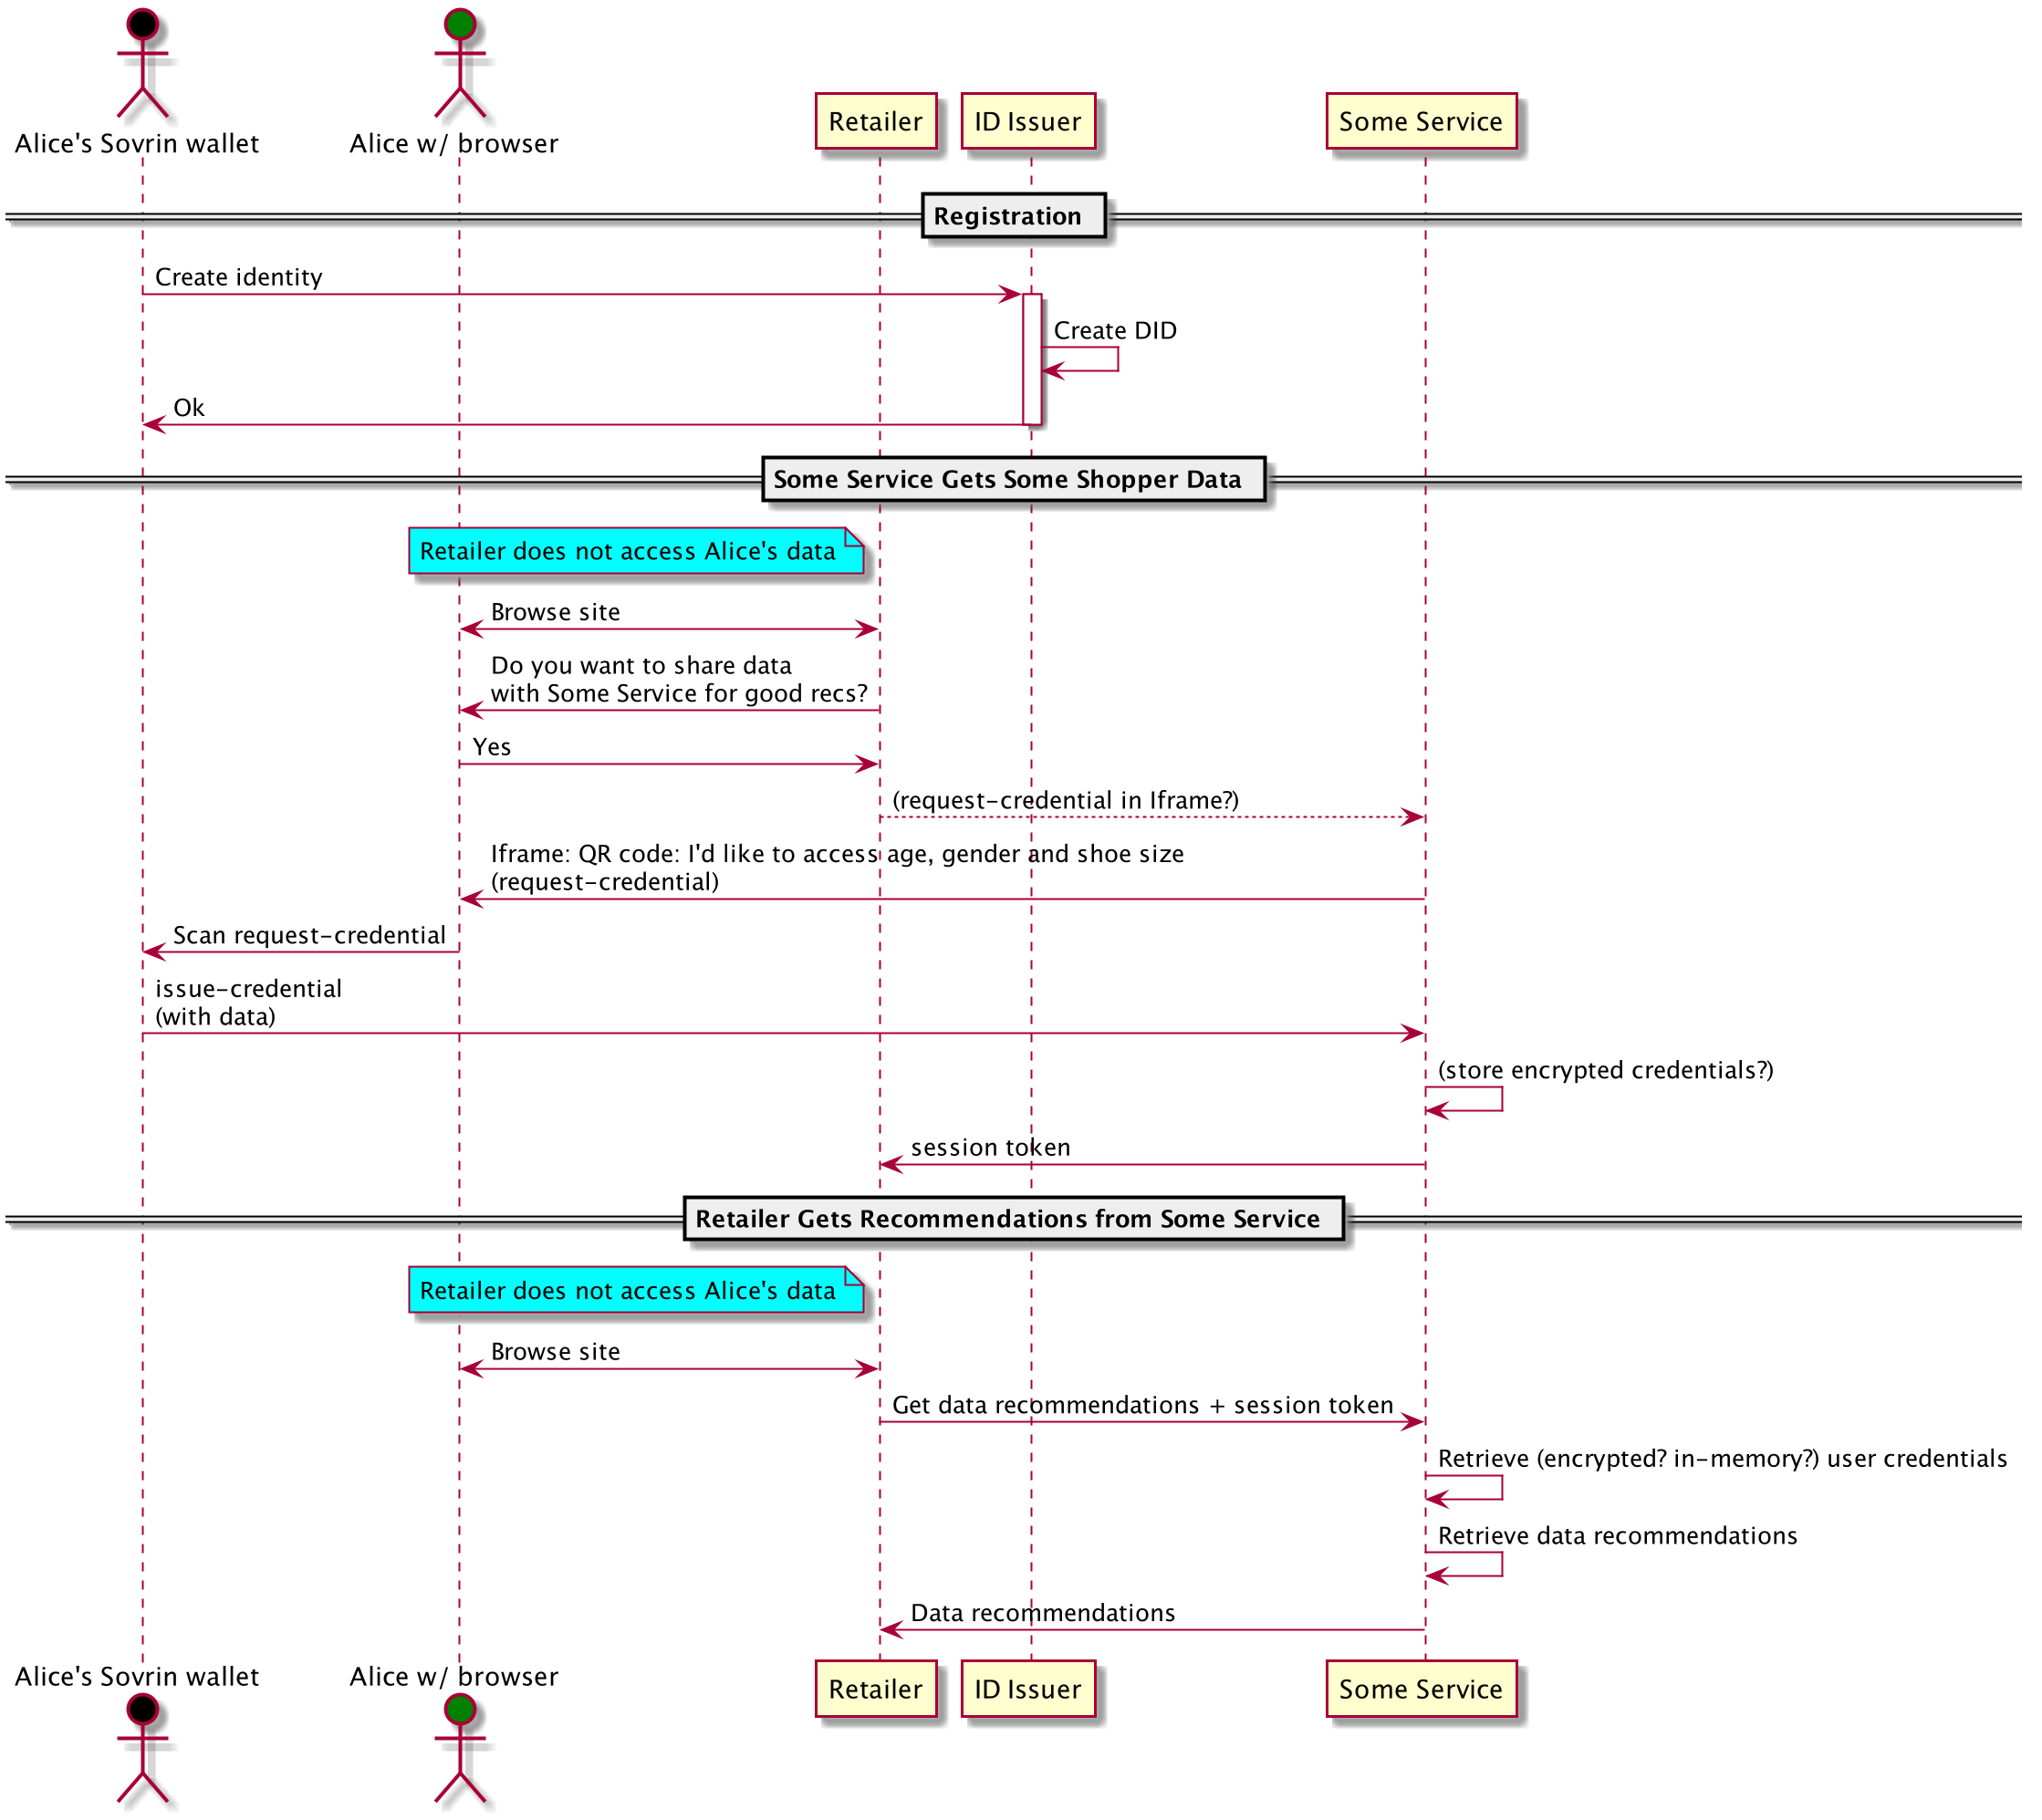 Alice's Sovrin wallet
Alice w/ browser
Retailer
ID Issuer
Some Service
Registration
Create identity
Create DID
Ok
Some Service Gets Some Shopper Data
Retailer does not access Alice's data
Browse site
Do you want to share data
with Some Service for good recs?
Yes
(request-credential in Iframe?)
Iframe: QR code: I'd like to access age, gender and shoe size
(request-credential)
Scan request-credential
issue-credential
(with data)
(store encrypted credentials?)
session token
Retailer Gets Recommendations from Some Service
Retailer does not access Alice's data
Browse site
Get data recommendations + session token
Retrieve (encrypted? in-memory?) user credentials
Retrieve data recommendations
Data recommendations
Alice's Sovrin wallet
Alice w/ browser
Retailer
ID Issuer
Some Service